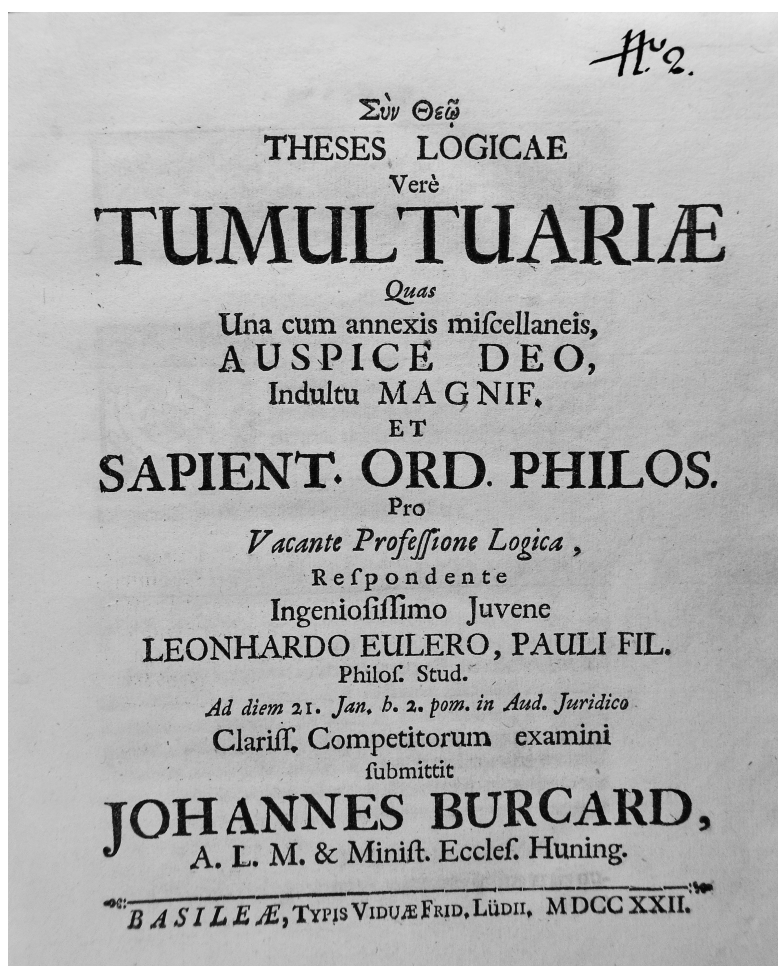 Nu 2.
Σὺν Θεῷ
THESES LOGICAE
Verè
TUMULTUARIÆ
Quas
Una cum annexis miſcellaneis,
AUSPICE DEO,
Indultu MAGNIF.
ET
SAPIENT. ORD. PHILOS.
Pro
Vacante Profeſſione Logica,
Reſpondente
Ingenioſiſſimo Juvene
LEONHARDO EULERO, PAULI FIL.
Philoſ. Stud.
Ad diem 21. Jan. h. 2. pom. in Aud. Juridico
Clariſſ. Competitorum examini
ſubmittit
JOHANNES BURCARD,
A. L. M. & Miniſt. Eccleſ. Huning.
BASILEÆ, TYPIS VIDUÆ FRID. LÜDII, MDCCXXII.